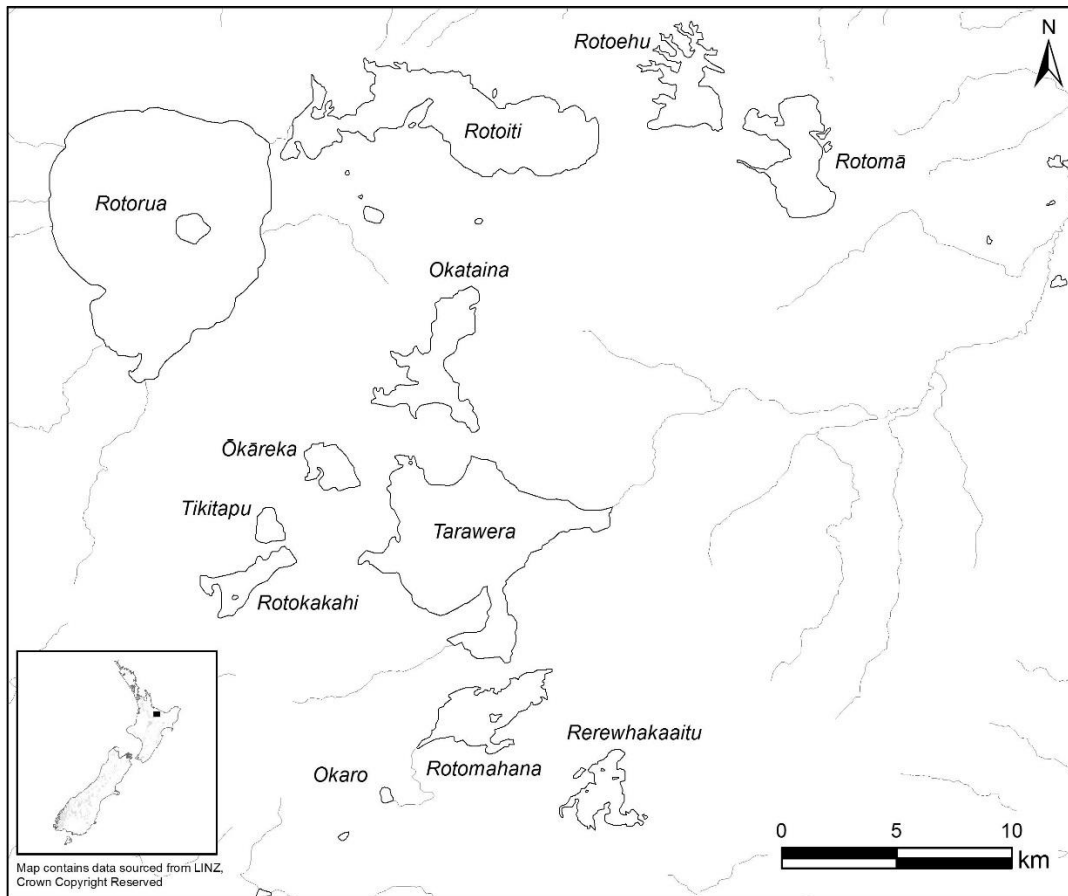 Rotoehu
N
Rotoiti
Rotomā
Rotorua
Okataina
Ōkāreka
Tikitapu
Tarawera
Rotokakahi
Rerewhakaaitu
Rotomahana
Okaro
0 5 10
km
Map contains data sourced from LINZ,
Crown Copyright Reserved